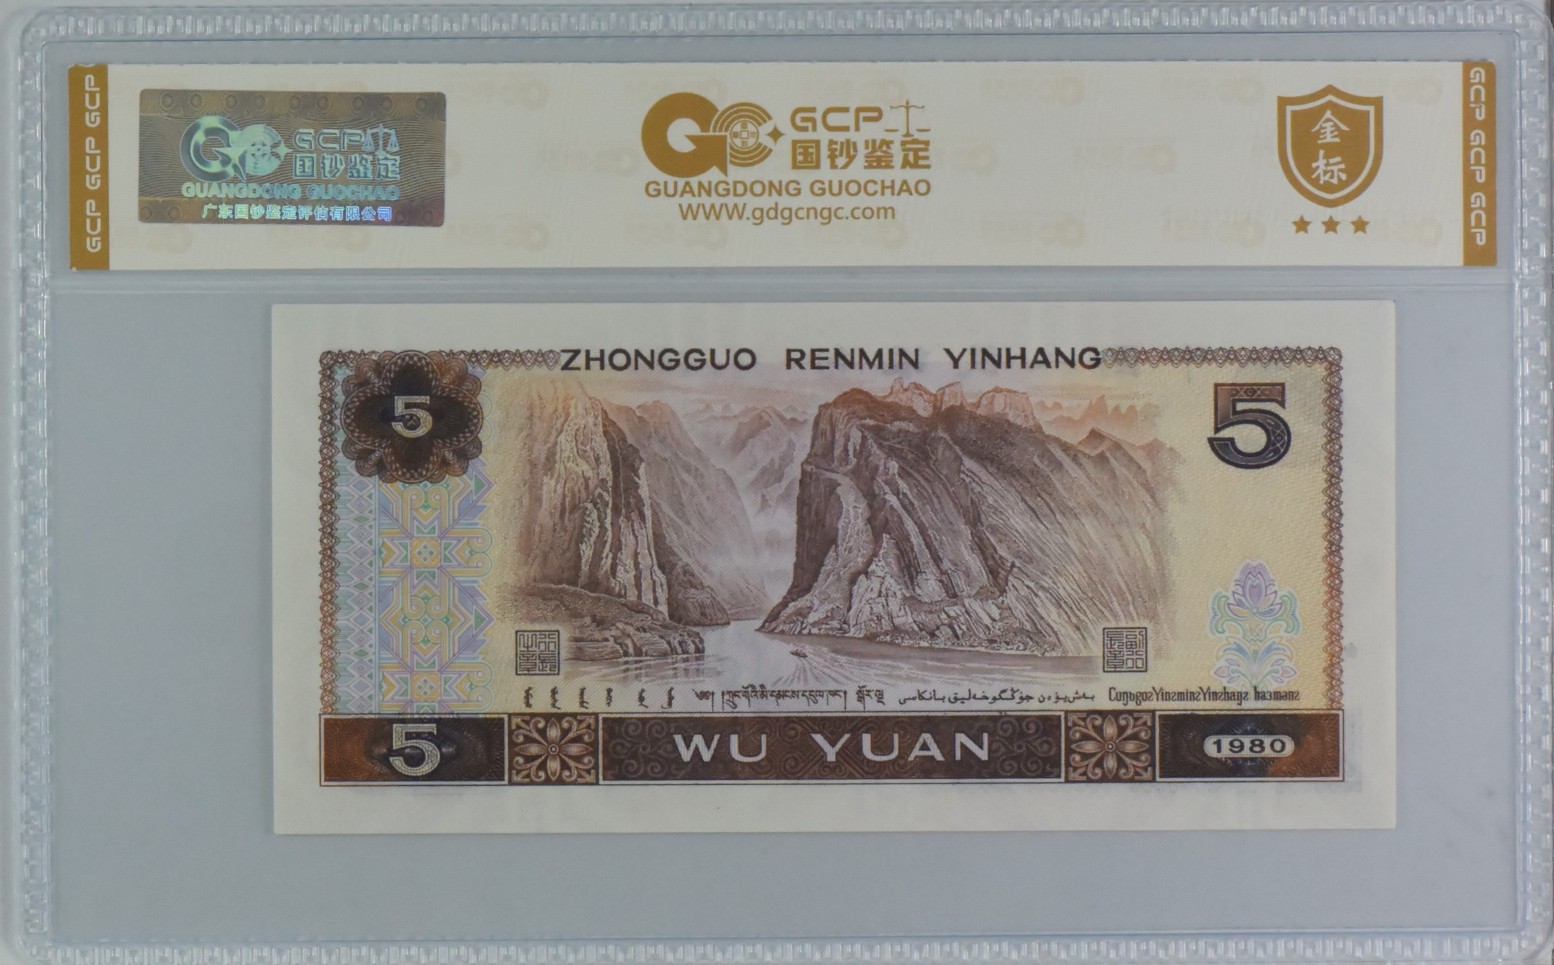 GCP GCP GCP
GCP
国钞鉴定
GUANGDONG GUOCHAO
广东国钞鉴定评估有限公司
GCP
国钞鉴定
GUANGDONG GUOCHAO
WWW.gdgcngc.com
金
标
GCP GCP GCP
ZHONGGUO RENMIN YINHANG
5
5
5 WU YUAN 1980